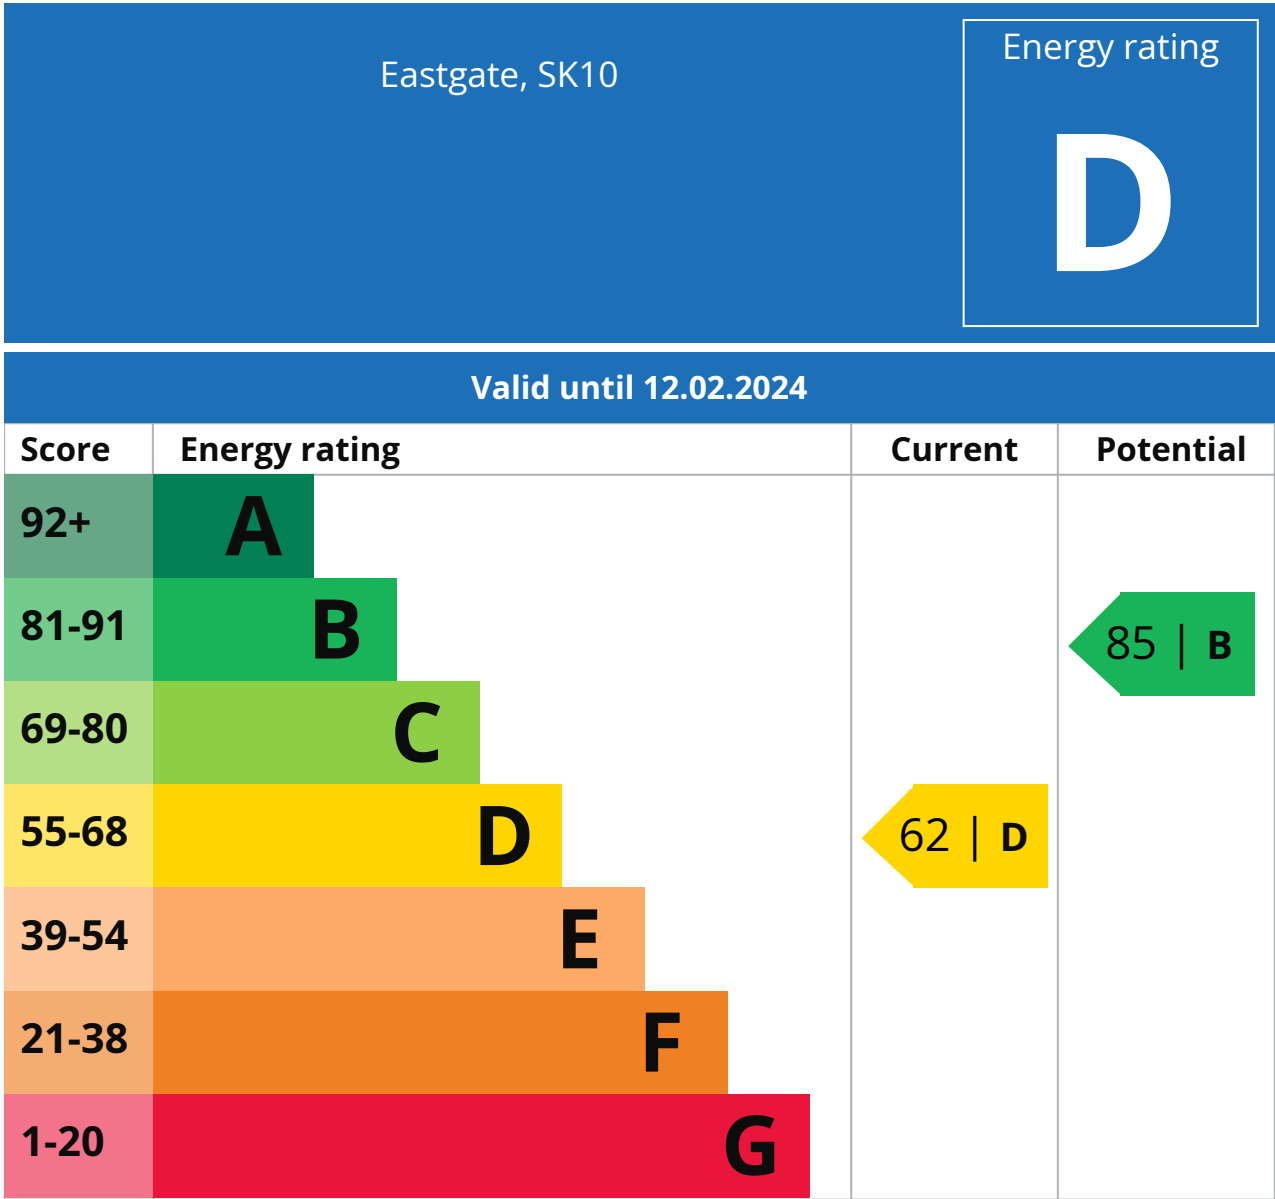 Eastgate, SK10
Energy rating
D
Valid until 12.02.2024
Score Energy rating Current Potential
92+ A
81-91 B 85 | B
69-80 C
55-68 D 62 | D
39-54 E
21-38 F
1-20 G